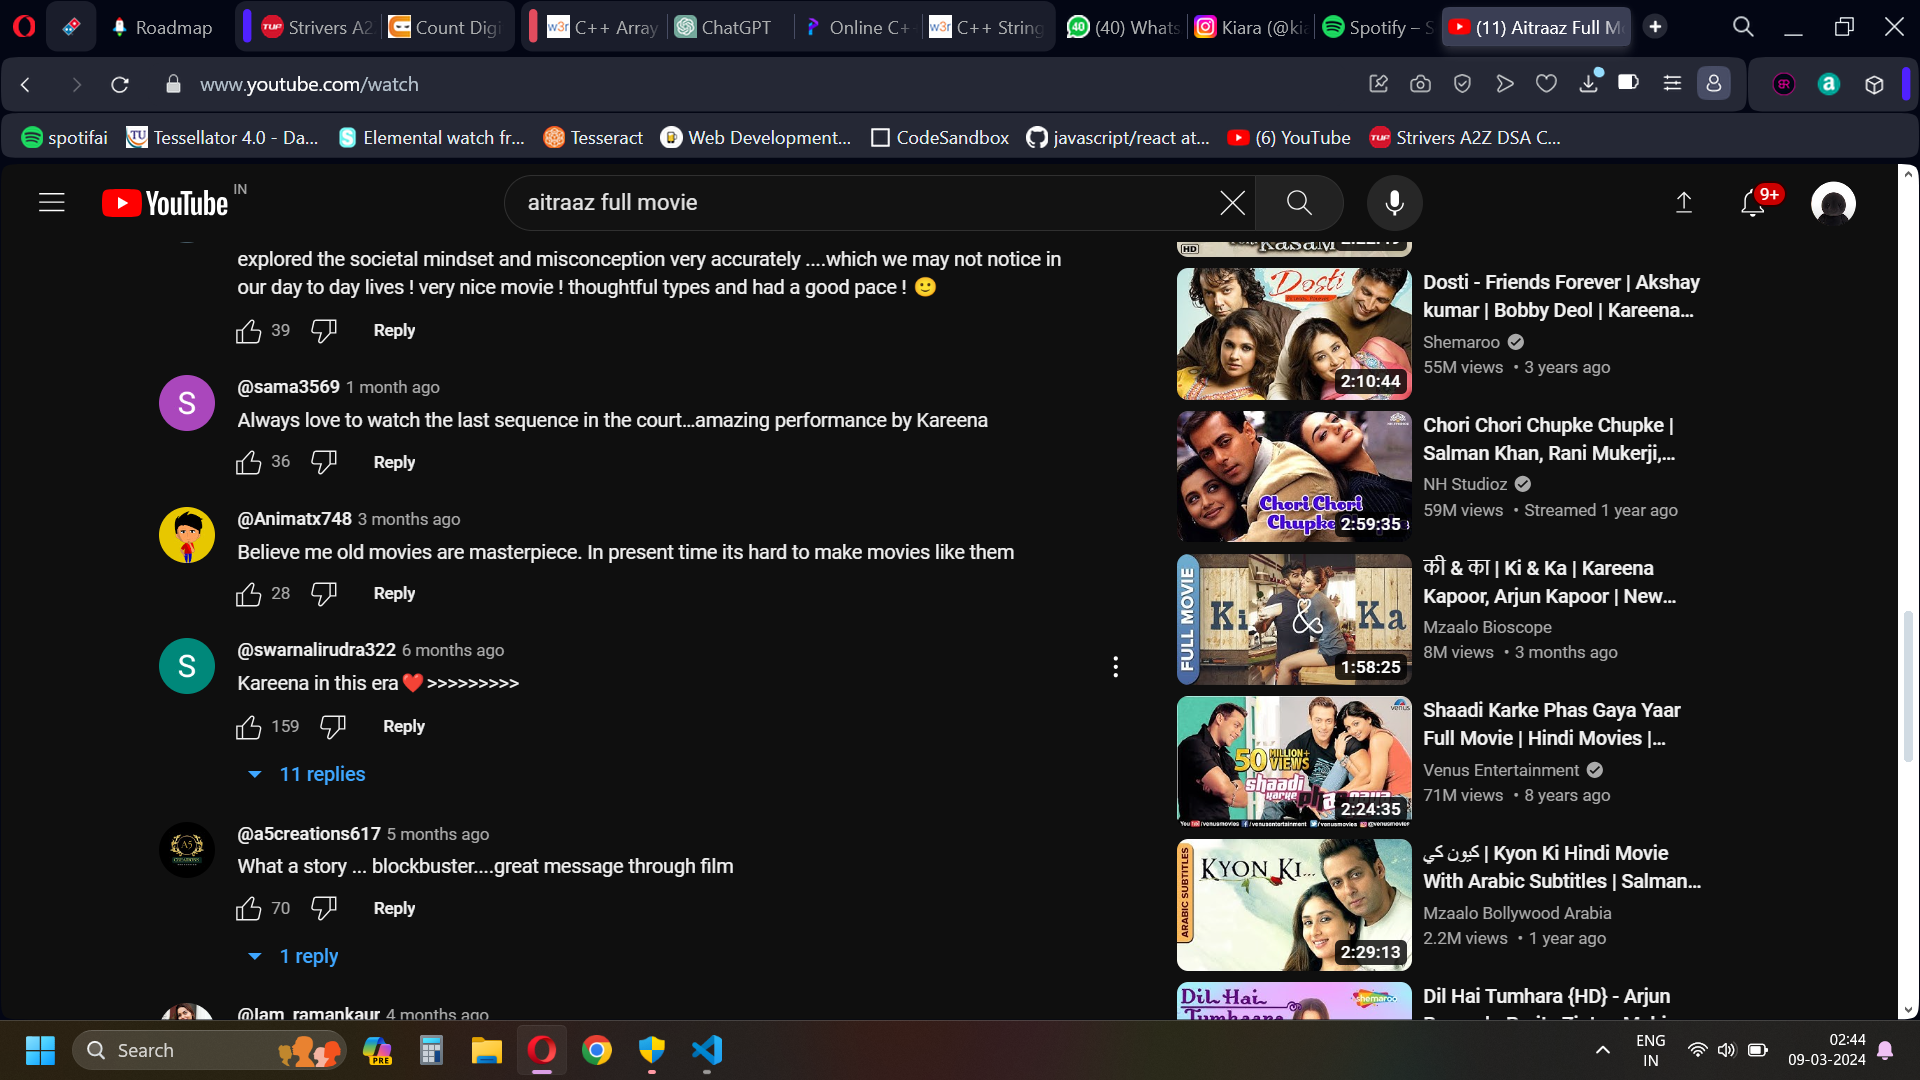 Roadmap
Strivers A2
Count Digi
C++ Array
ChatGPT
Online C+
C++ String
(40) Whats
Kiara (@kia
Spotify – S
(11) Aitraaz Full M
www.youtube.com/watch
spotifai
Tessellator 4.0 - Da...
Elemental watch fr...
Tesseract
Web Development...
CodeSandbox
javascript/react at...
(6) YouTube
Strivers A2Z DSA C...
YouTube IN
aitraaz full movie
9+
explored the societal mindset and misconception very accurately ....which we may not notice in
our day to day lives ! very nice movie ! thoughtful types and had a good pace ! 🙂
39 Reply
S
@sama3569 1 month ago
Always love to watch the last sequence in the court...amazing performance by Kareena
36 Reply
@Animatx748 3 months ago
Believe me old movies are masterpiece. In present time its hard to make movies like them
28 Reply
S
@swarnalirudra322 6 months ago
Kareena in this era❤️>>>>>>>>>
159 Reply
11 replies
@a5creations617 5 months ago
What a story ... blockbuster....great message through film
70 Reply
1 reply
@Iam_ramankaur 4 months ago
HD
Dosti
2:10:44
Dosti - Friends Forever | Akshay
kumar | Bobby Deol | Kareena...
Shemaroo
55M views • 3 years ago
Chori Chori
Chupke Chupke
2:59:35
Chori Chori Chupke Chupke |
Salman Khan, Rani Mukerji,...
NH Studioz
59M views • Streamed 1 year ago
FULL MOVIE
Ki & Ka
1:58:25
की & का | Ki & Ka | Kareena
Kapoor, Arjun Kapoor | New...
Mzaalo Bioscope
8M views • 3 months ago
venus
50 MILLION+
VIEWS
shaadi
karke phas gaya
2:24:35
Shaadi Karke Phas Gaya Yaar
Full Movie | Hindi Movies |...
Venus Entertainment
71M views • 8 years ago
ARABIC SUBTITLES
KYON KI...
2:29:13
كيون كي | Kyon Ki Hindi Movie
With Arabic Subtitles | Salman...
Mzaalo Bollywood Arabia
2.2M views • 1 year ago
DiL Hai
Tumhaara
shemaroo
Dil Hai Tumhara {HD} - Arjun
Search
PRE
ENG
IN
02:44
09-03-2024